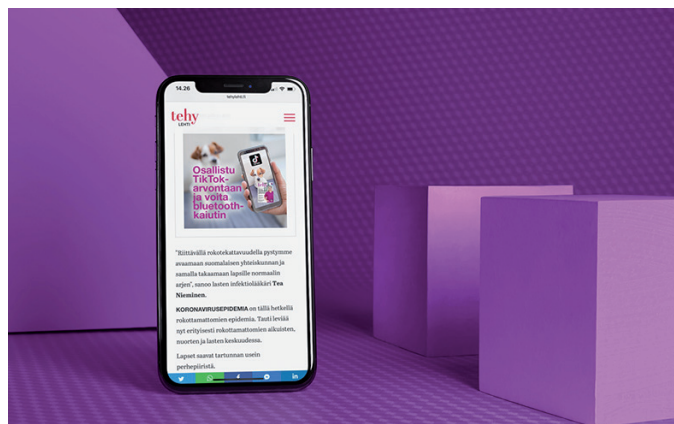 14.26
tehylehti.fi
tehy
LEHTI
Osallistu
TikTok-
arvontaan
ja voita
bluetooth-
kaiutin
"Riittävällä rokotekattavuudella pystymme
avaamaan suomalaisen yhteiskunnan ja
samalla takaamaan lapsille normaalin
arjen", sanoo lasten infektiolääkäri Tea
Nieminen.
KORONAVIRUSEPIDEMIA on tällä hetkellä
rokottamattomien epidemia. Tauti leviää
nyt erityisesti rokottamattomien aikuisten,
nuorten ja lasten keskuudessa.
Lapset saavat tartunnan usein
perhepiiristä.